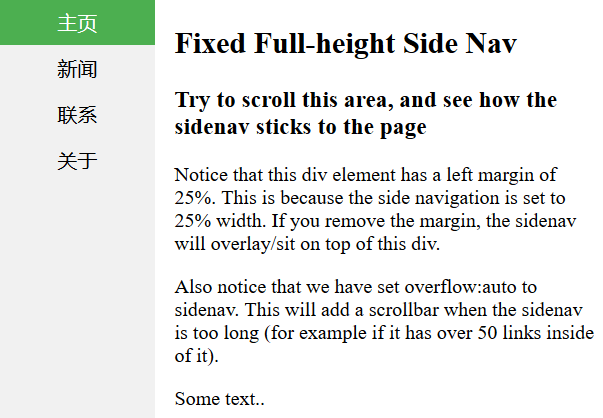 主页
新闻
联系
关于
Fixed Full-height Side Nav
Try to scroll this area, and see how the
sidenav sticks to the page
Notice that this div element has a left margin of
25%. This is because the side navigation is set to
25% width. If you remove the margin, the sidenav
will overlay/sit on top of this div.
Also notice that we have set overflow:auto to
sidenav. This will add a scrollbar when the sidenav
is too long (for example if it has over 50 links inside
of it).
Some text..